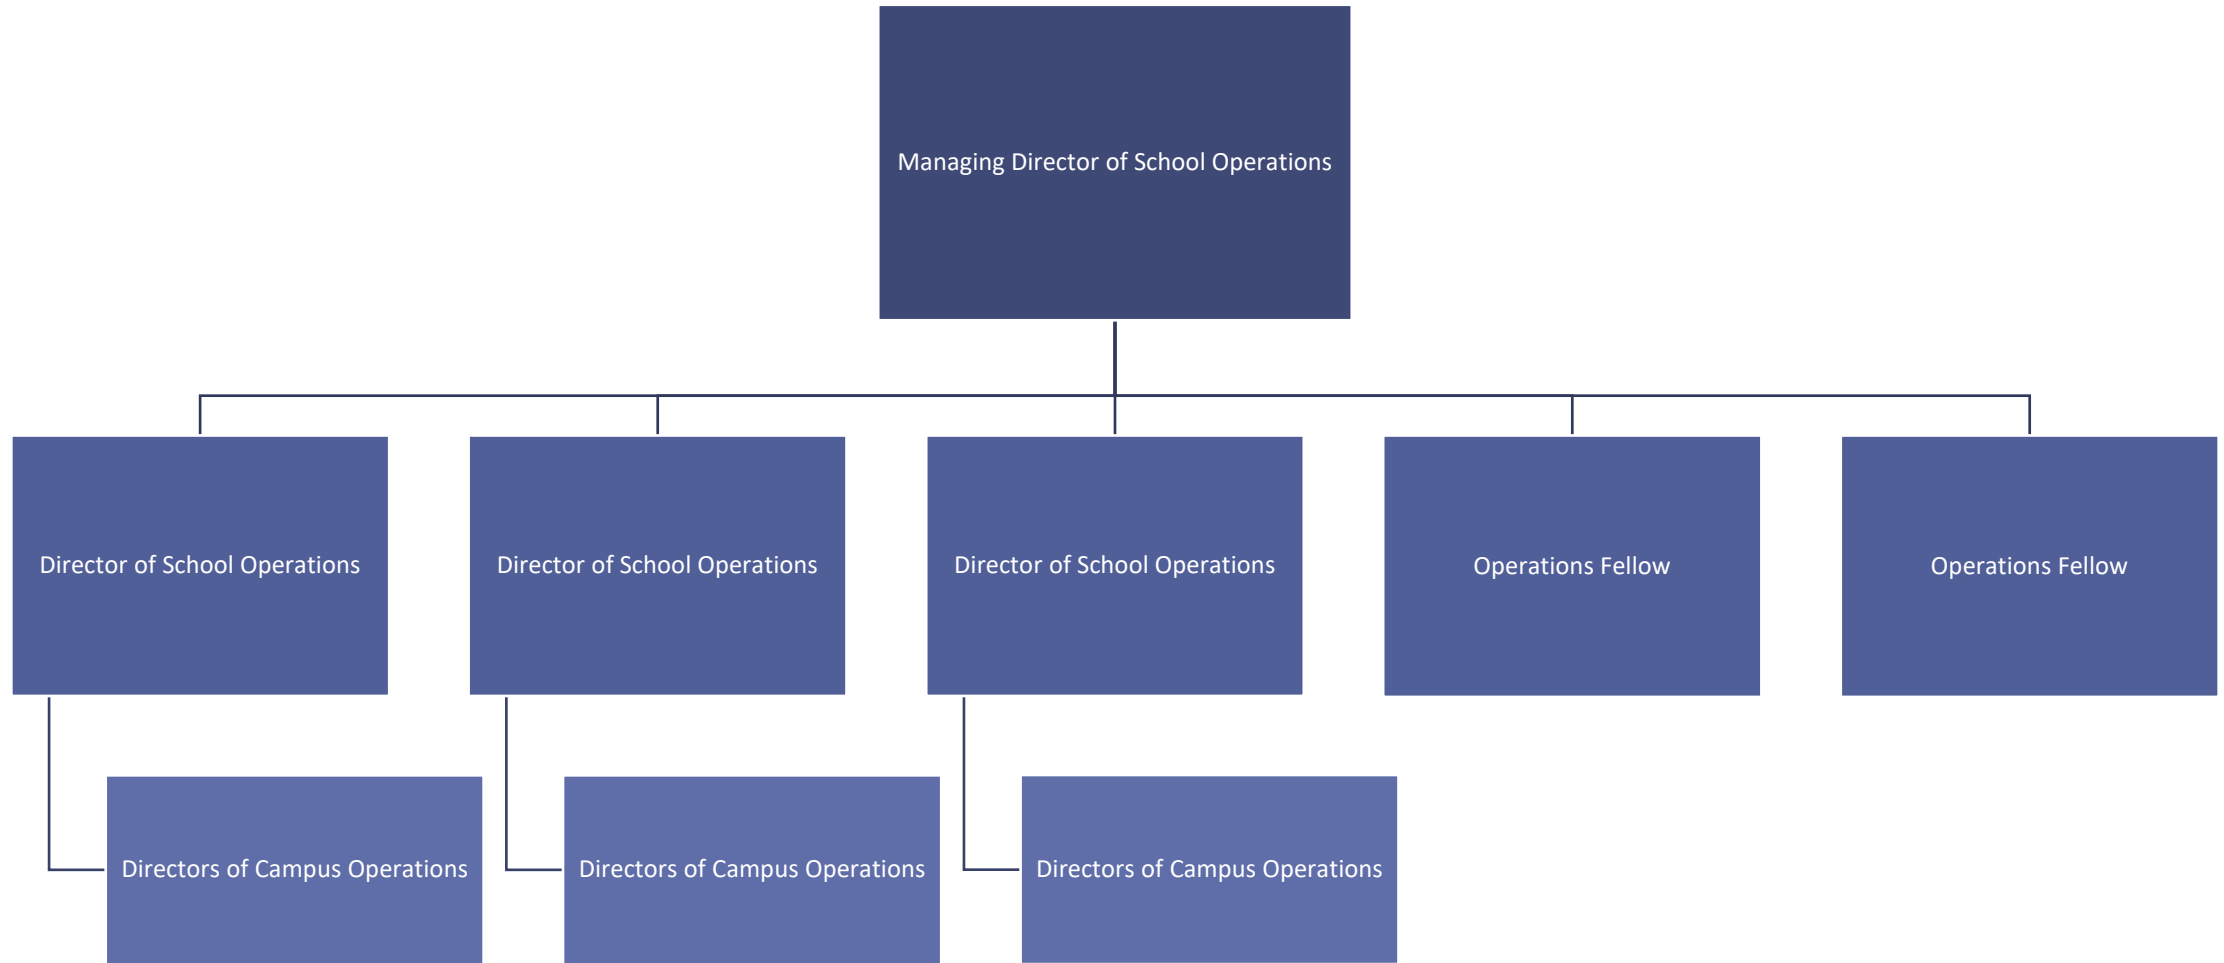 Managing Director of School Operations
Director of School Operations
Director of School Operations
Director of School Operations
Operations Fellow
Operations Fellow
Directors of Campus Operations
Directors of Campus Operations
Directors of Campus Operations